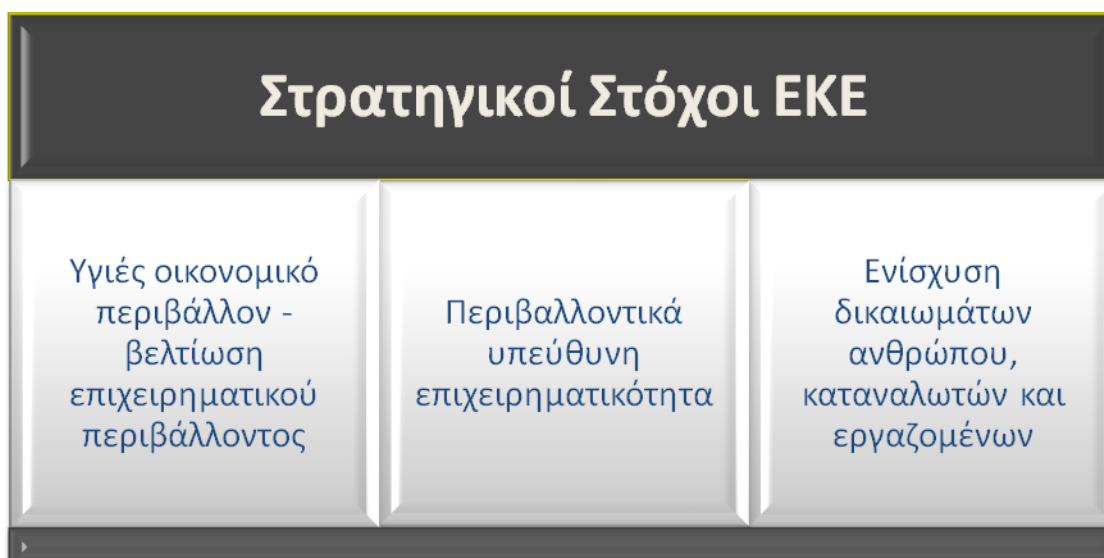 Στρατηγικοί Στόχοι ΕΚΕ
Υγιές οικονομικό
περιβάλλον -
βελτίωση
επιχειρηματικού
περιβάλλοντος
Περιβαλλοντικά
υπεύθυνη
επιχειρηματικότητα
Ενίσχυση
δικαιωμάτων
ανθρώπου,
καταναλωτών και
εργαζομένων